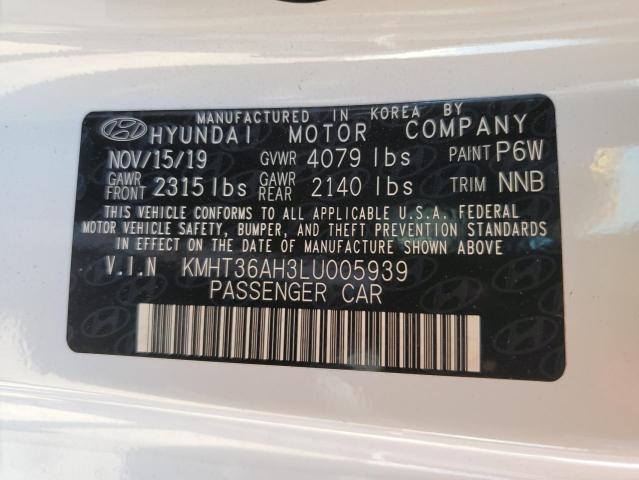 MANUFACTURED IN KOREA BY
HYUNDAI MOTOR COMPANY
NOV/15/19 GVWR 4079 lbs PAINT P6W
GAWR FRONT 2315 lbs GAWR REAR 2140 lbs TRIM NNB
THIS VEHICLE CONFORMS TO ALL APPLICABLE U.S.A. FEDERAL
MOTOR VEHICLE SAFETY, BUMPER, AND THEFT PREVENTION STANDARDS
IN EFFECT ON THE DATE OF MANUFACTURE SHOWN ABOVE
V.I.N KMHT36AH3LU005939
PASSENGER CAR